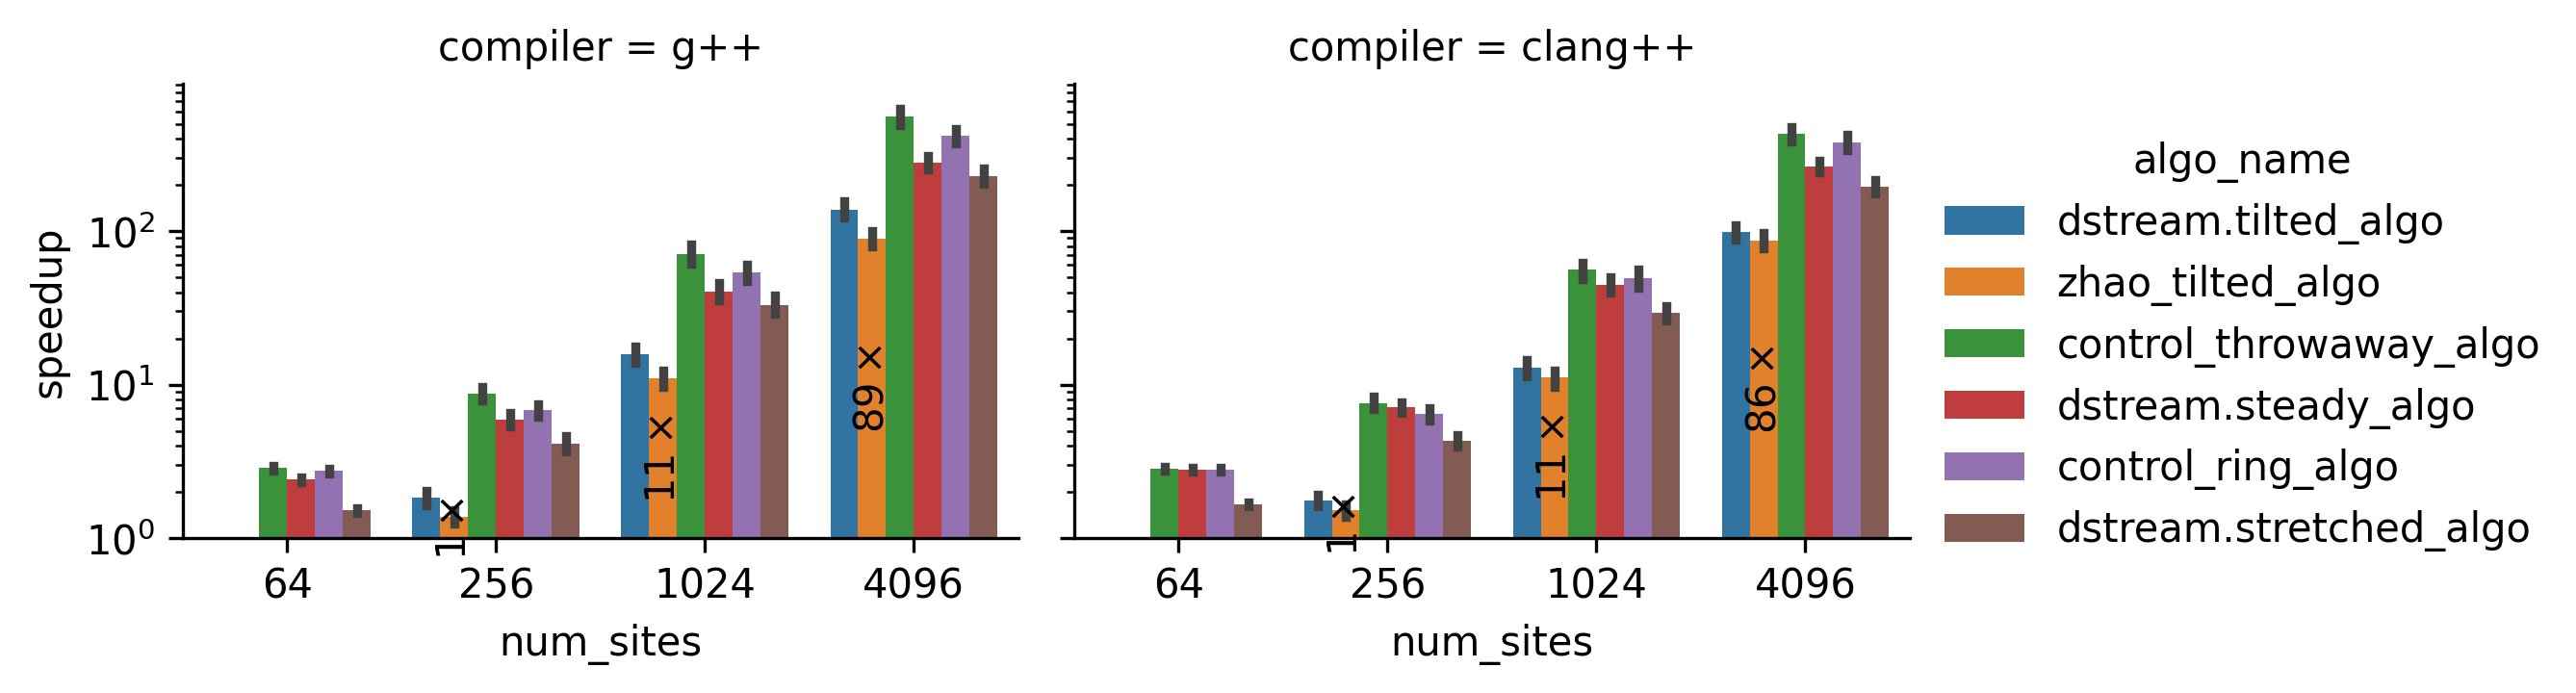 compiler = g++
compiler = clang++
speedup
10²
10¹
10⁰
1 ×
11 ×
89 ×
1 ×
11 ×
86 ×
64
256
1024
4096
64
256
1024
4096
num_sites
num_sites
algo_name
dstream.tilted_algo
zhao_tilted_algo
control_throwaway_algo
dstream.steady_algo
control_ring_algo
dstream.stretched_algo